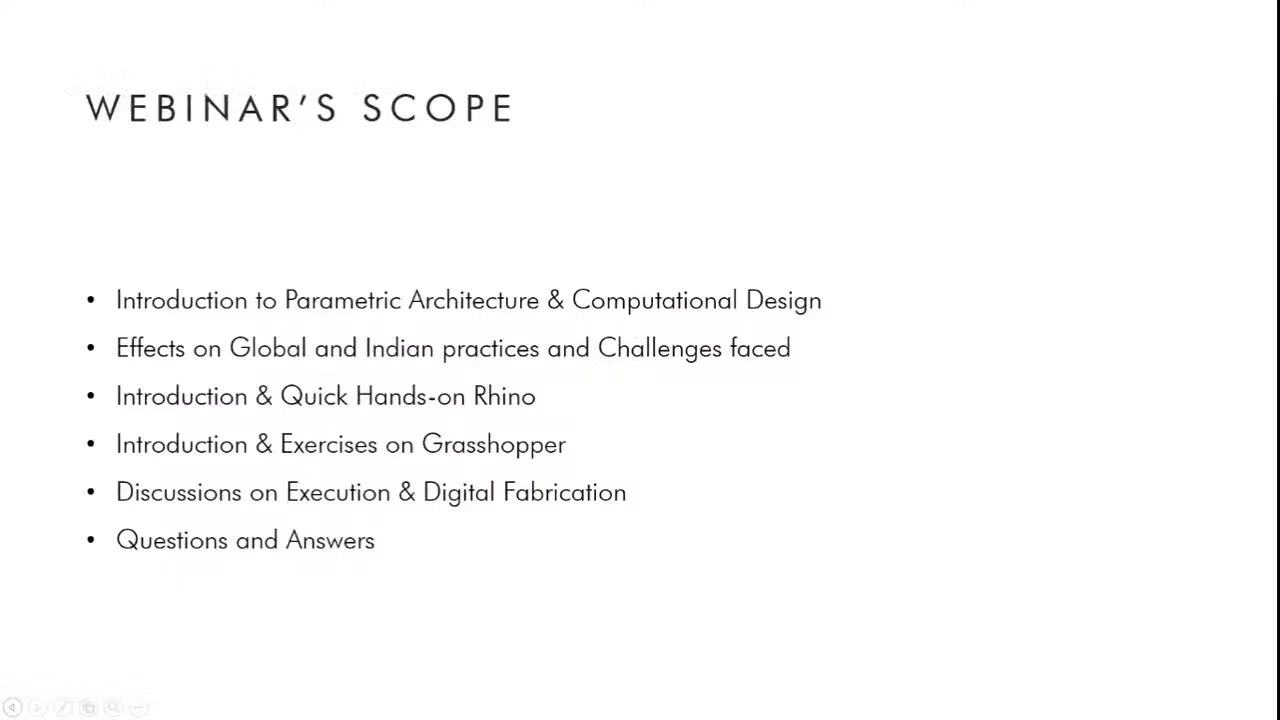 WEBINAR'S SCOPE
• Introduction to Parametric Architecture & Computational Design
• Effects on Global and Indian practices and Challenges faced
• Introduction & Quick Hands-on Rhino
• Introduction & Exercises on Grasshopper
• Discussions on Execution & Digital Fabrication
• Questions and Answers